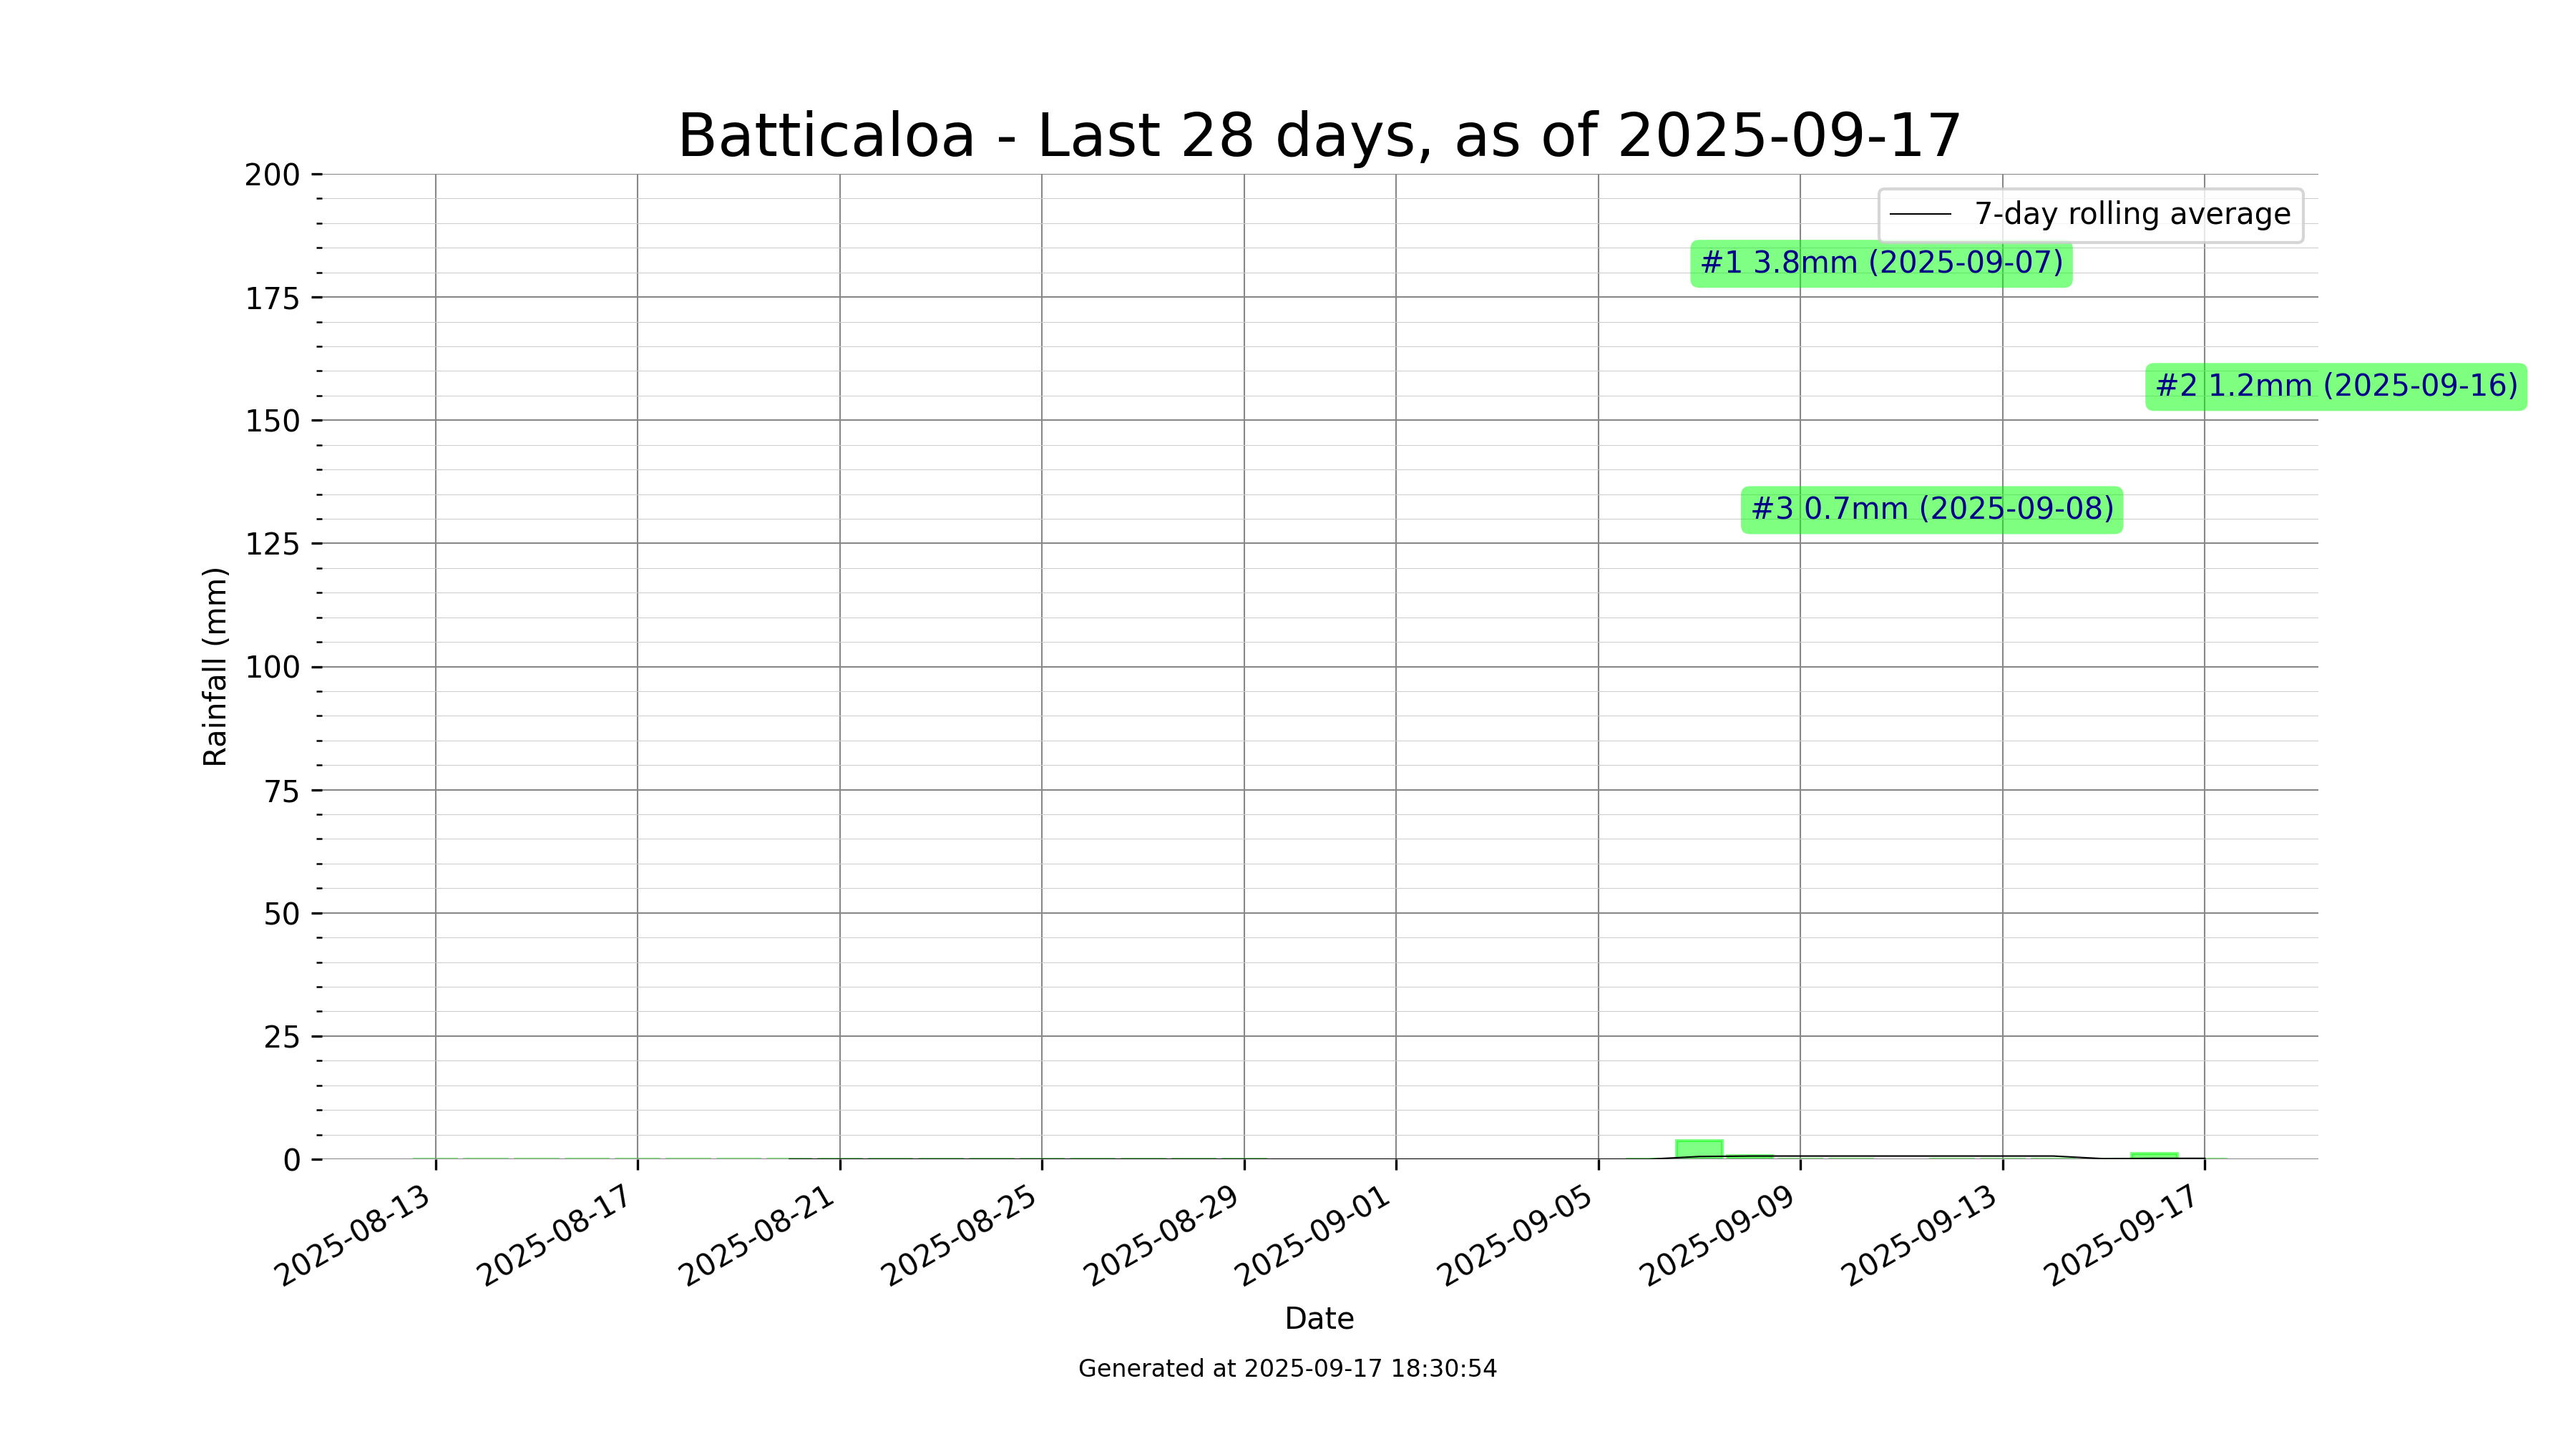 Batticaloa - Last 28 days, as of 2025-09-17
7-day rolling average
#1 3.8mm (2025-09-07)
#2 1.2mm (2025-09-16)
#3 0.7mm (2025-09-08)
Rainfall (mm)
200
175
150
125
100
75
50
25
0
2025-08-13
2025-08-17
2025-08-21
2025-08-25
2025-08-29
2025-09-01
2025-09-05
2025-09-09
2025-09-13
2025-09-17
Date
Generated at 2025-09-17 18:30:54